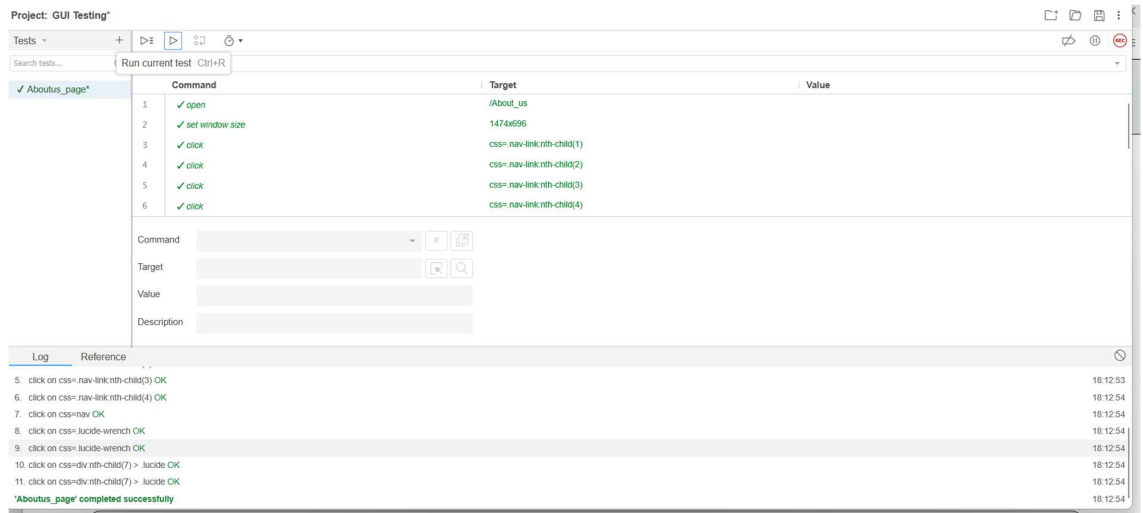 Project: GUI Testing*
Tests
Search tests...
Run current test Ctrl+R
REC
✓ Aboutus_page*
Command Target Value
1 ✓ open /About_us
2 ✓ set window size 1474x696
3 ✓ click css=.nav-link:nth-child(1)
4 ✓ click css=.nav-link:nth-child(2)
5 ✓ click css=.nav-link:nth-child(3)
6 ✓ click css=.nav-link:nth-child(4)
Command //
Target
Value
Description
Log Reference
5. click on css=.nav-link:nth-child(3) OK 18:12:53
6. click on css=.nav-link:nth-child(4) OK 18:12:54
7. click on css=nav OK 18:12:54
8. click on css=.lucide-wrench OK 18:12:54
9. click on css=.lucide-wrench OK 18:12:54
10. click on css=div:nth-child(7) > .lucide OK 18:12:54
11. click on css=div:nth-child(7) > .lucide OK 18:12:54
'Aboutus_page' completed successfully 18:12:54